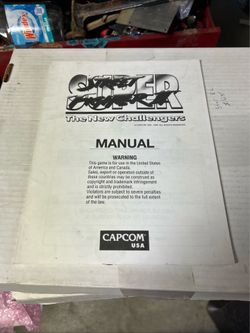 SUPER
The New Challengers
MANUAL
WARNING
This game is for use in the United States
of America and Canada.
Sales, export or operation outside of
these countries may be construed as
copyright and trademark infringement
and is strictly prohibited.
Violators are subject to severe penalties
and will be prosecuted to the full extent
of the law.
CAPCOM
USA